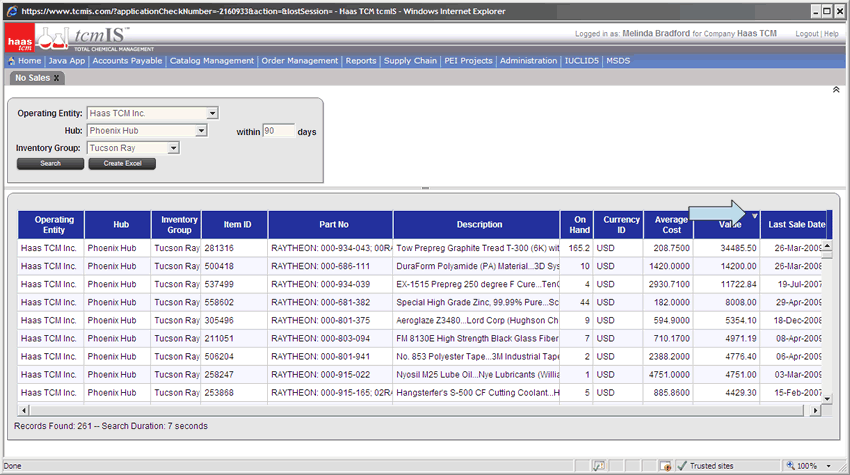 https://www.tcmis.com/?applicationCheckNumber=-2160933&action=&lostSession= - Haas TCM tcmIS - Windows Internet Explorer
haas tcm tcmIS™ TOTAL CHEMICAL MANAGEMENT
Logged in as: Melinda Bradford for Company Haas TCM Logout | Help
Home Java App Accounts Payable Catalog Management Order Management Reports Supply Chain PEI Projects Administration IUCLID5 MSDS
No Sales x
Operating Entity: Haas TCM Inc.
Hub: Phoenix Hub within 90 days
Inventory Group: Tucson Ray
Search Create Excel
Operating Entity Hub Inventory Group Item ID Part No Description On Hand Currency ID Average Cost Value Last Sale Date
Haas TCM Inc. Phoenix Hub Tucson Ray 281316 RAYTHEON: 000-934-043; 00R Tow Prepreg Graphite Tread T-300 (6K) wit 165.2 USD 208.7500 34485.50 26-Mar-2009
Haas TCM Inc. Phoenix Hub Tucson Ray 500418 RAYTHEON: 000-686-111 DuraForm Polyamide (PA) Material...3D Sys 10 USD 1420.0000 14200.00 26-Mar-2008
Haas TCM Inc. Phoenix Hub Tucson Ray 537499 RAYTHEON: 000-934-039 EX-1515 Prepreg 250 degree F Cure...Ten 4 USD 2930.7100 11722.84 19-Jul-2007
Haas TCM Inc. Phoenix Hub Tucson Ray 558602 RAYTHEON: 000-681-382 Special High Grade Zinc, 99.99% Pure...Sc 44 USD 182.0000 8008.00 29-Apr-2009
Haas TCM Inc. Phoenix Hub Tucson Ray 305496 RAYTHEON: 000-801-375 Aeroglaze Z3480...Lord Corp (Hughson Ch 9 USD 594.9000 5354.10 18-Dec-2008
Haas TCM Inc. Phoenix Hub Tucson Ray 211051 RAYTHEON: 000-803-094 FM 8130E High Strength Black Glass Fiber 7 USD 710.1700 4971.19 08-Apr-2009
Haas TCM Inc. Phoenix Hub Tucson Ray 506204 RAYTHEON: 000-801-941 No. 853 Polyester Tape...3M Industrial Tape 2 USD 2388.2000 4776.40 06-Apr-2009
Haas TCM Inc. Phoenix Hub Tucson Ray 258247 RAYTHEON: 000-915-022 Nyosil M25 Lube Oil...Nye Lubricants (Willia 1 USD 4751.0000 4751.00 03-Mar-2009
Haas TCM Inc. Phoenix Hub Tucson Ray 253868 RAYTHEON: 000-915-165; 02R Hangsterfer's S-500 CF Cutting Coolant...H 5 USD 885.8600 4429.30 15-Feb-2007
Records Found: 261 -- Search Duration: 7 seconds
Done Trusted sites 100%